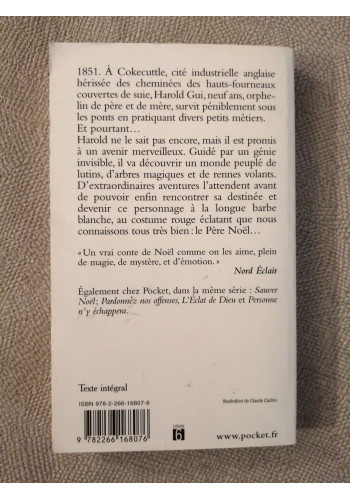 1851. À Cokecuttle, cité industrielle anglaise
hérissée des cheminées des hauts-fourneaux
couvertes de suie, Harold Gui, neuf ans, orphe-
lin de père et de mère, survit péniblement sous
les ponts en pratiquant divers petits métiers.
Et pourtant…
Harold ne le sait pas encore, mais il est promis
à un avenir merveilleux. Guidé par un génie
invisible, il va découvrir un monde peuplé de
lutins, d'arbres magiques et de rennes volants.
D'extraordinaires aventures l'attendent avant
de pouvoir enfin rencontrer sa destinée et
devenir ce personnage à la longue barbe
blanche, au costume rouge éclatant que nous
connaissons tous très bien : le Père Noël…
« Un vrai conte de Noël comme on les aime, plein
de magie, de mystère, et d'émotion. »
Nord Éclair
Également chez Pocket, dans la même série : Sauver
Noël ; Pardonnez nos offenses, L'Éclat de Dieu et Personne
n'y échappera.
Texte intégral
ISBN 978-2-266-16807-6
9 782266 168076
6
Illustration de Claude Cachin.
www.pocket.fr